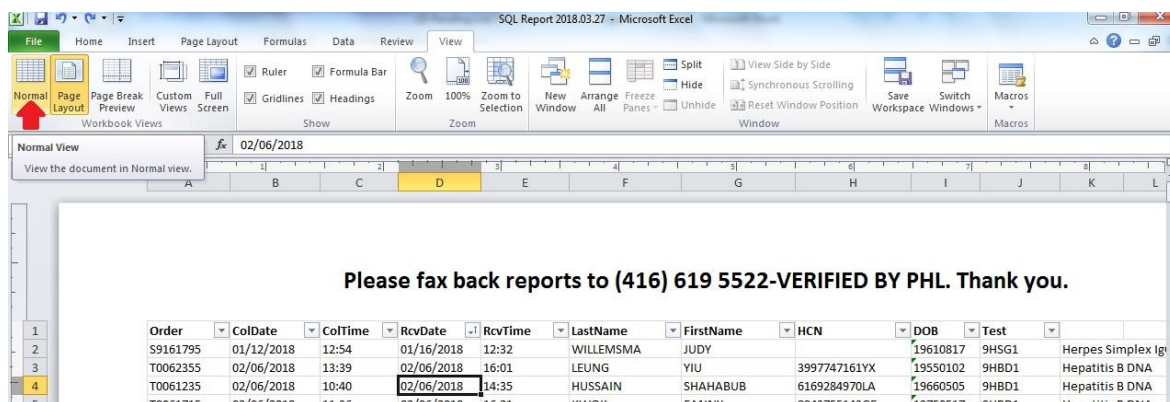 SQL Report 2018.03.27 - Microsoft Excel
File Home Insert Page Layout Formulas Data Review View
Ruler Formula Bar Split View Side by Side
Hide Synchronous Scrolling
Normal Page Layout Page Break Preview Custom Views Full Screen Gridlines Headings Zoom 100% Zoom to Selection New Window Arrange All Freeze Panes Unhide Reset Window Position Save Workspace Switch Windows Macros
Workbook Views Show Zoom Window Macros
Normal View fx 02/06/2018
View the document in Normal view.
A B C D E F G H I J K L
Please fax back reports to (416) 619 5522-VERIFIED BY PHL. Thank you.
1 Order ColDate ColTime RcvDate RcvTime LastName FirstName HCN DOB Test
2 S9161795 01/12/2018 12:54 01/16/2018 12:32 WILLEMSMA JUDY 19610817 9HSG1 Herpes Simplex
3 T0062355 02/06/2018 13:39 02/06/2018 16:01 LEUNG YIU 3997747161YX 19550102 9HBD1 Hepatitis B DNA
4 T0061235 02/06/2018 10:40 02/06/2018 14:35 HUSSAIN SHAHABUB 6169284970LA 19660505 9HBD1 Hepatitis B DNA